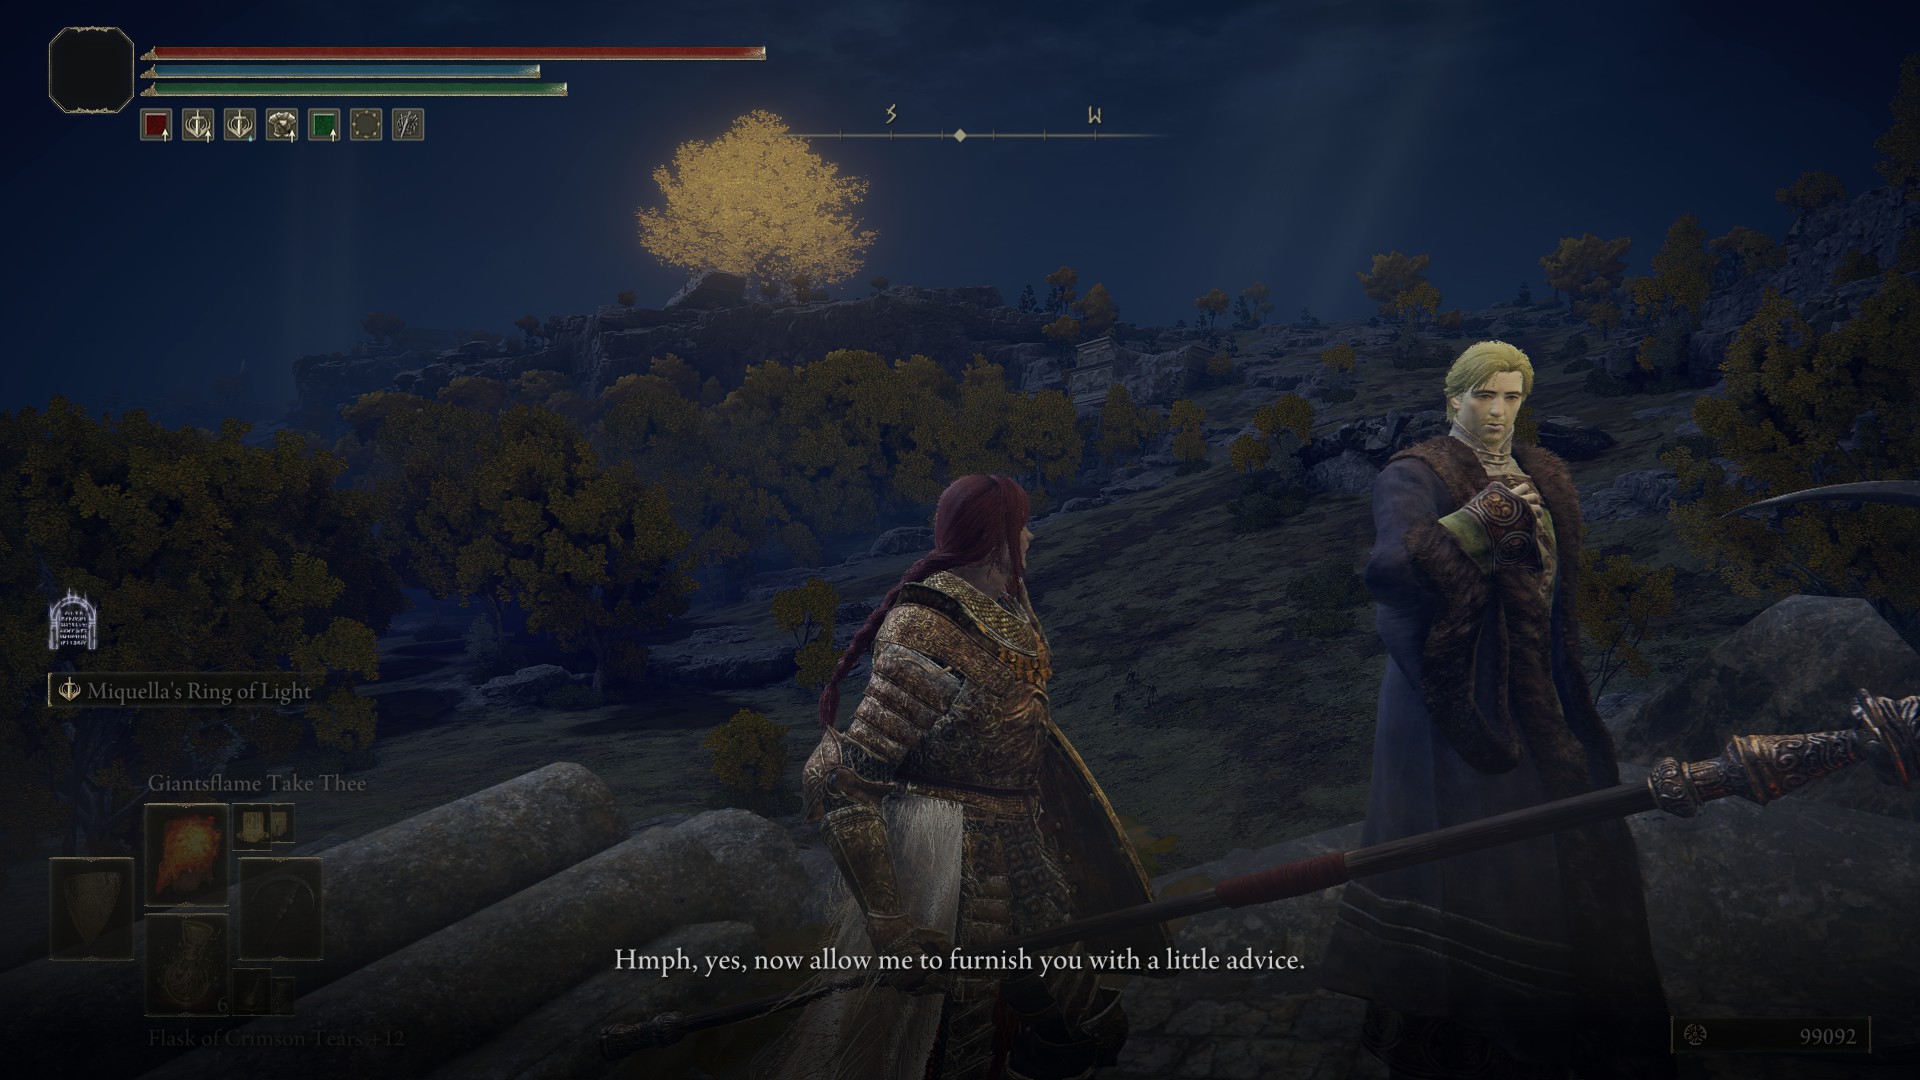 S
W
Miquella's Ring of Light
Giantsflame Take Thee
6
Flask of Crimson Tears +12
Hmph, yes, now allow me to furnish you with a little advice.
99092